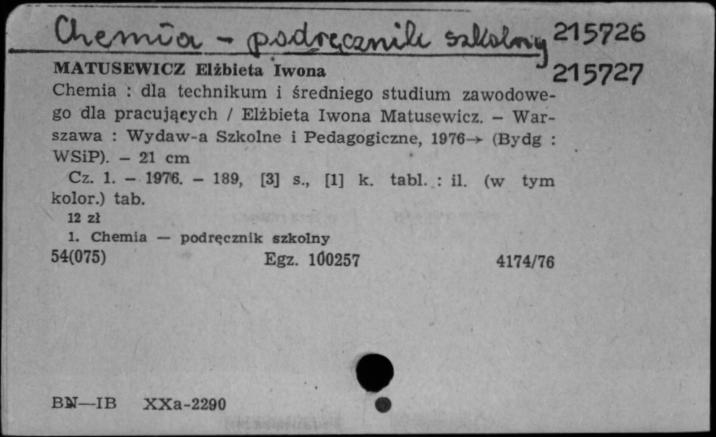 Chemia - podręcznik szkolny 215726
MATUSEWICZ Elżbieta Iwona 215727
Chemia : dla technikum i średniego studium zawodowe-
go dla pracujących / Elżbieta Iwona Matusewicz. — War-
szawa : Wydaw-a Szkolne i Pedagogiczne, 1976→ (Bydg :
WSiP). — 21 cm
Cz. 1. — 1976. — 189, [3] s., [1] k. tabl. : il. (w tym
kolor.) tab.
12 zł
1. Chemia — podręcznik szkolny
54(075) Egz. 100257 4174/76
BN—IB XXa-2290